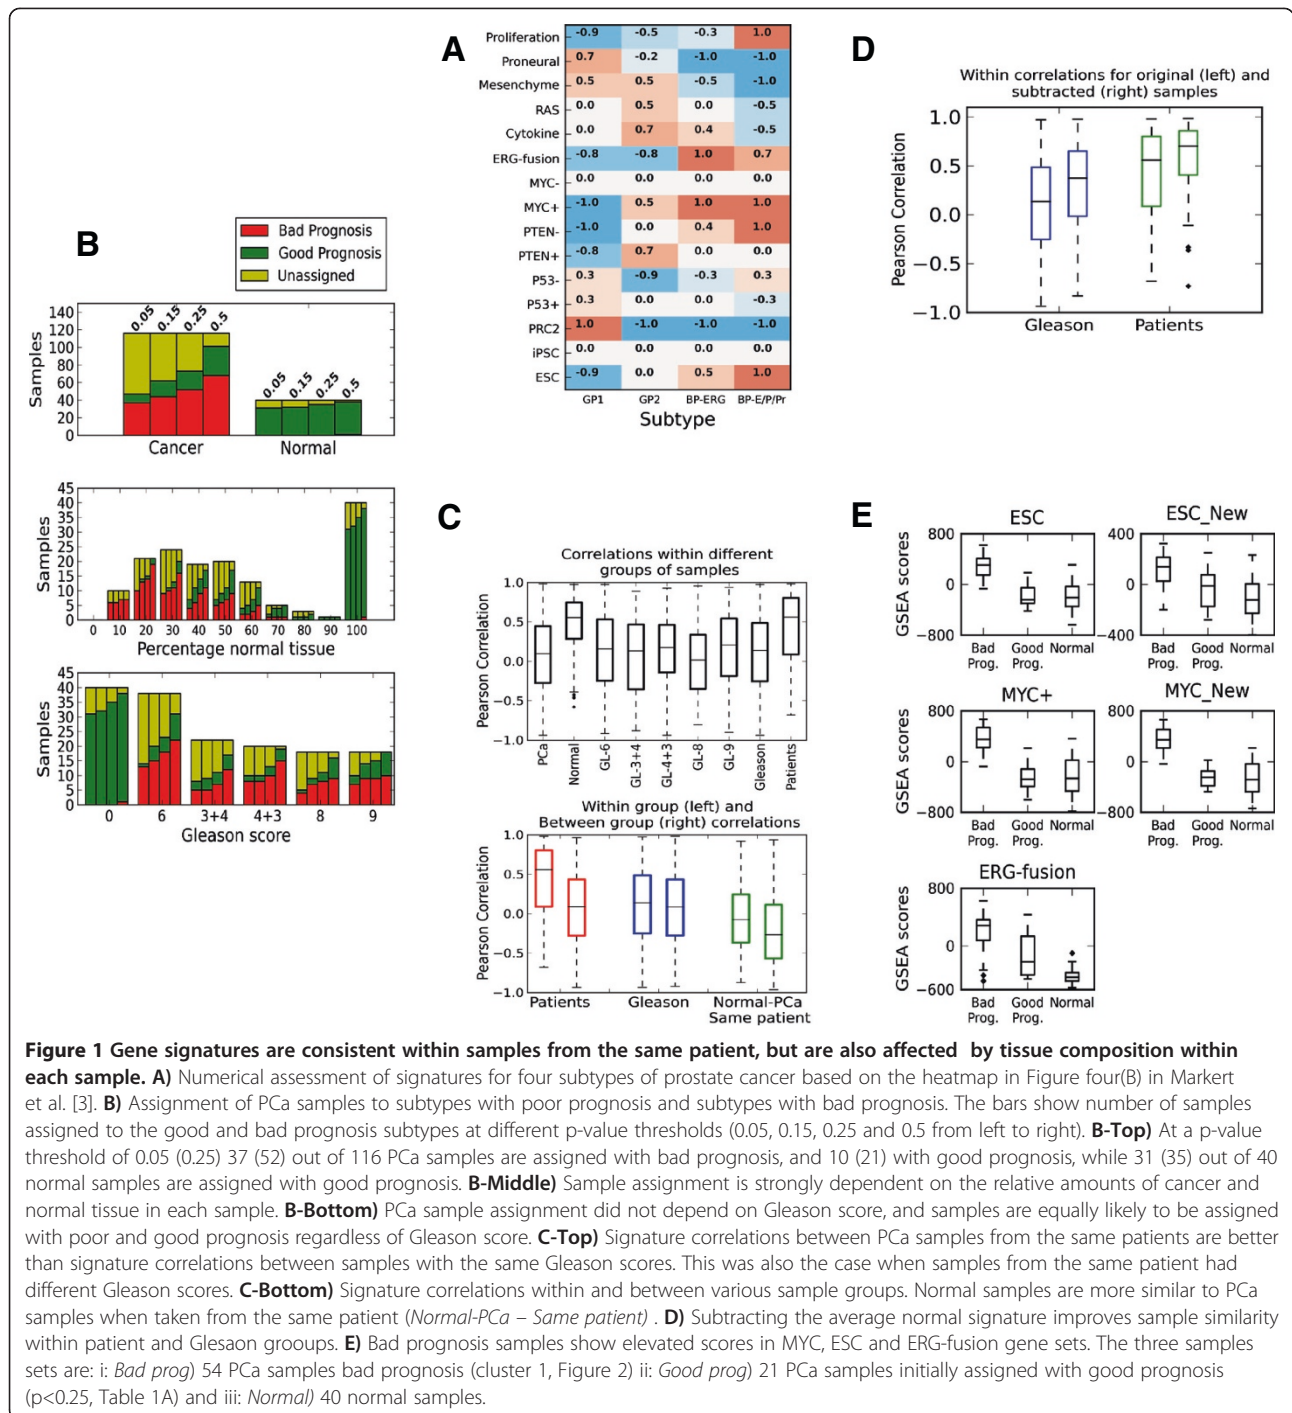 A
Proliferation -0.9 -0.5 -0.3 1.0
Proneural 0.7 -0.2 -1.0 -1.0
Mesenchyme 0.5 0.5 -0.5 -1.0
RAS 0.0 0.5 0.0 -0.5
Cytokine 0.0 0.7 0.4 -0.5
ERG-fusion -0.8 -0.8 1.0 0.7
MYC- 0.0 0.0 0.0 0.0
MYC+ -1.0 0.5 1.0 1.0
PTEN- -1.0 0.0 0.4 1.0
PTEN+ -0.8 0.7 0.0 0.0
P53- 0.3 -0.9 -0.3 0.3
P53+ 0.3 0.0 0.0 -0.3
PRC2 1.0 -1.0 -1.0 -1.0
iPSC 0.0 0.0 0.0 0.0
ESC -0.9 0.0 0.5 1.0
GP1 GP2 BP-ERG BP-E/P/Pr
Subtype
D
Within correlations for original (left) and
subtracted (right) samples
Pearson Correlation
1.0
0.5
0.0
−0.5
−1.0
Gleason Patients
B
Bad Prognosis
Good Prognosis
Unassigned
Samples
140
120
100
80
60
40
20
0
0.05 0.15 0.25 0.5
0.05 0.15 0.25 0.5
Cancer Normal
Samples
45
40
35
30
25
20
15
10
5
0
0 10 20 30 40 50 60 70 80 90 100
Percentage normal tissue
Samples
45
40
35
30
25
20
15
10
5
0
0 6 3+4 4+3 8 9
Gleason score
C
Correlations within different
groups of samples
Pearson Correlation
1.0
0.5
0.0
−0.5
−1.0
PCa Normal GL-6 GL-3+4 GL-4+3 GL-8 GL-9 Gleason Patients
Within group (left) and
Between group (right) correlations
Pearson Correlation
1.0
0.5
0.0
−0.5
−1.0
Patients Gleason Normal-PCa
Same patient
E
ESC
GSEA scores
800
0
−800
Bad Good Normal
Prog. Prog.
ESC_New
400
0
−400
Bad Good Normal
Prog. Prog.
MYC+
GSEA scores
800
0
−800
Bad Good Normal
Prog. Prog.
MYC_New
800
0
−800
Bad Good Normal
Prog. Prog.
ERG-fusion
GSEA scores
800
0
−600
Bad Good Normal
Prog. Prog.
Figure 1 Gene signatures are consistent within samples from the same patient, but are also affected by tissue composition within
each sample. A) Numerical assessment of signatures for four subtypes of prostate cancer based on the heatmap in Figure four(B) in Markert
et al. [3]. B) Assignment of PCa samples to subtypes with poor prognosis and subtypes with bad prognosis. The bars show number of samples
assigned to the good and bad prognosis subtypes at different p-value thresholds (0.05, 0.15, 0.25 and 0.5 from left to right). B-Top) At a p-value
threshold of 0.05 (0.25) 37 (52) out of 116 PCa samples are assigned with bad prognosis, and 10 (21) with good prognosis, while 31 (35) out of 40
normal samples are assigned with good prognosis. B-Middle) Sample assignment is strongly dependent on the relative amounts of cancer and
normal tissue in each sample. B-Bottom) PCa sample assignment did not depend on Gleason score, and samples are equally likely to be assigned
with poor and good prognosis regardless of Gleason score. C-Top) Signature correlations between PCa samples from the same patients are better
than signature correlations between samples with the same Gleason scores. This was also the case when samples from the same patient had
different Gleason scores. C-Bottom) Signature correlations within and between various sample groups. Normal samples are more similar to PCa
samples when taken from the same patient (Normal-PCa – Same patient) . D) Subtracting the average normal signature improves sample similarity
within patient and Glesaon grooups. E) Bad prognosis samples show elevated scores in MYC, ESC and ERG-fusion gene sets. The three samples
sets are: i: Bad prog) 54 PCa samples bad prognosis (cluster 1, Figure 2) ii: Good prog) 21 PCa samples initially assigned with good prognosis
(p<0.25, Table 1A) and iii: Normal) 40 normal samples.